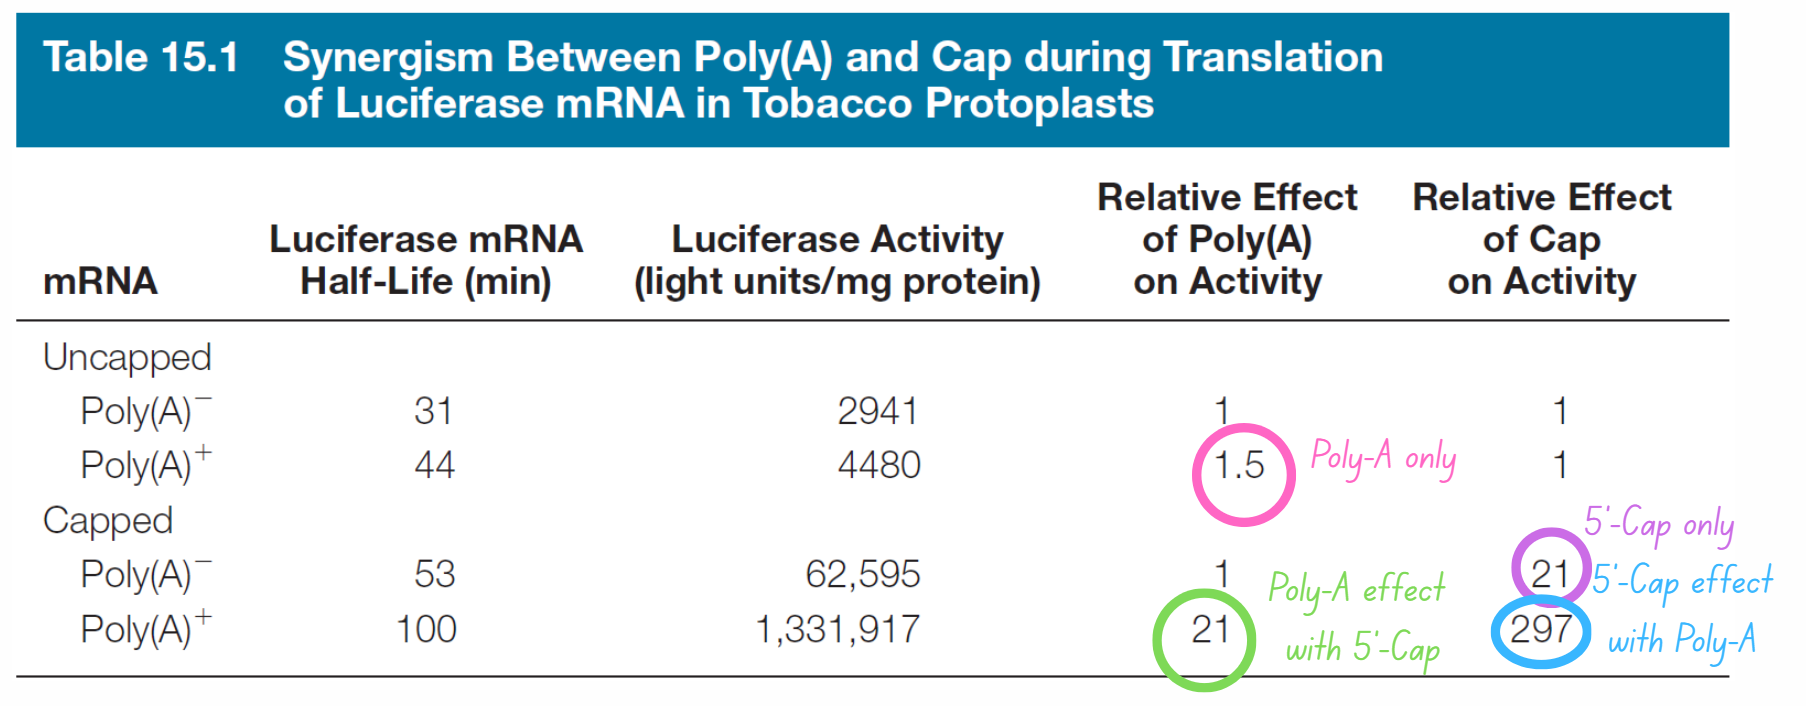 Table 15.1 Synergism Between Poly(A) and Cap during Translation
of Luciferase mRNA in Tobacco Protoplasts
Relative Effect Relative Effect
Luciferase mRNA Luciferase Activity of Poly(A) of Cap
mRNA Half-Life (min) (light units/mg protein) on Activity on Activity
Uncapped
Poly(A)⁻ 31 2941 1 1
Poly(A)⁺ 44 4480 1.5 Poly-A only 1
Capped 5'-Cap only
Poly(A)⁻ 53 62,595 1 Poly-A effect 21 5'-Cap effect
Poly(A)⁺ 100 1,331,917 21 with 5'-Cap 297 with Poly-A